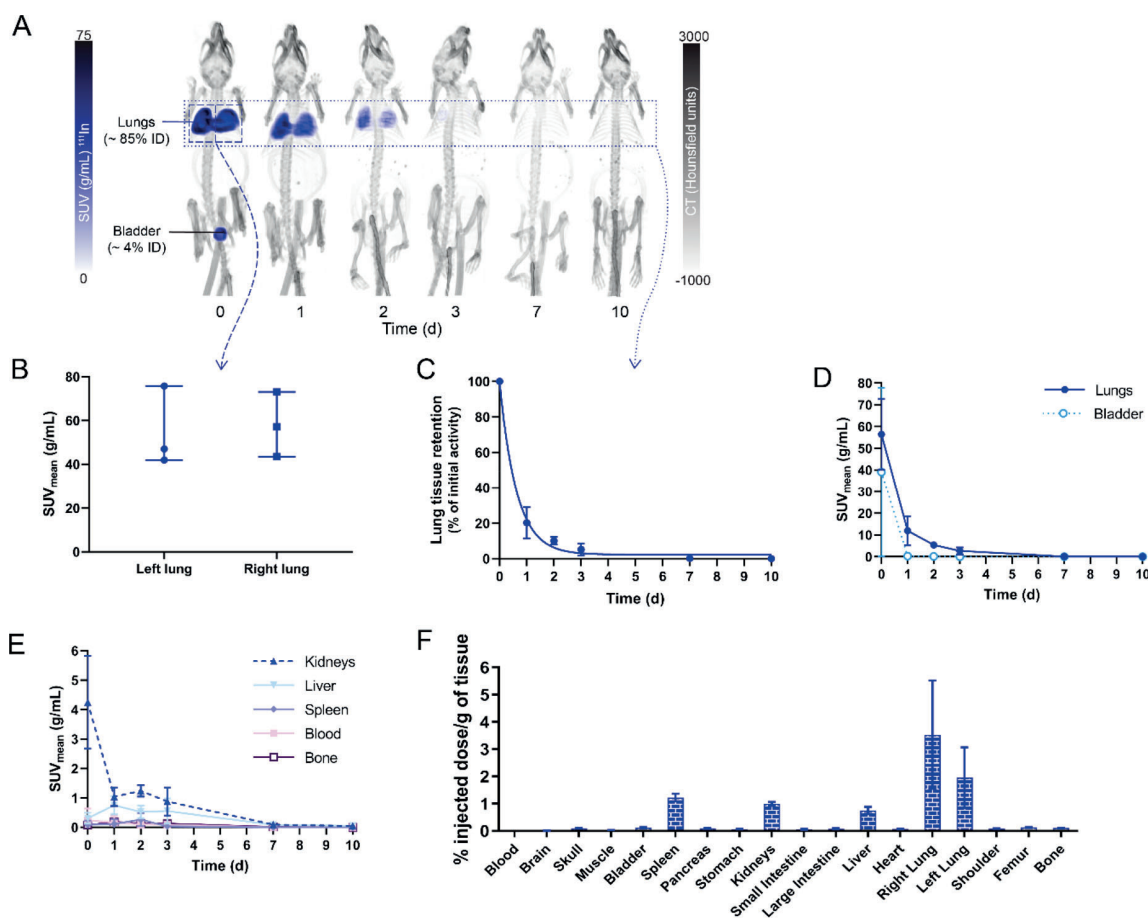 A
75
SUV (g/mL) ¹¹¹In
0
Lungs
(~ 85% ID)
Bladder
(~ 4% ID)
3000
CT (Hounsfield units)
-1000
0 1 2 3 7 10
Time (d)
B
SUVmean (g/mL)
80
60
40
20
0
Left lung Right lung
C
Lung tissue retention
(% of initial activity)
100
80
60
40
20
0
0 1 2 3 4 5 6 7 8 9 10
Time (d)
D
SUVmean (g/mL)
80
70
60
50
40
30
20
10
0
0 1 2 3 4 5 6 7 8 9 10
Time (d)
Lungs
Bladder
E
SUVmean (g/mL)
6
5
4
3
2
1
0
0 1 2 3 4 5 6 7 8 9 10
Time (d)
Kidneys
Liver
Spleen
Blood
Bone
F
% injected dose/g of tissue
6
5
4
3
2
1
0
Blood
Brain
Skull
Muscle
Bladder
Spleen
Pancreas
Stomach
Kidneys
Small Intestine
Large Intestine
Liver
Heart
Right Lung
Left Lung
Shoulder
Femur
Bone